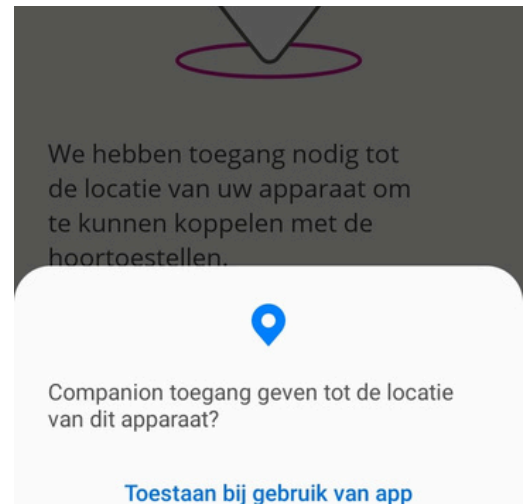 We hebben toegang nodig tot
de locatie van uw apparaat om
te kunnen koppelen met de
hoortoestellen.
Companion toegang geven tot de locatie
van dit apparaat?
Toestaan bij gebruik van app